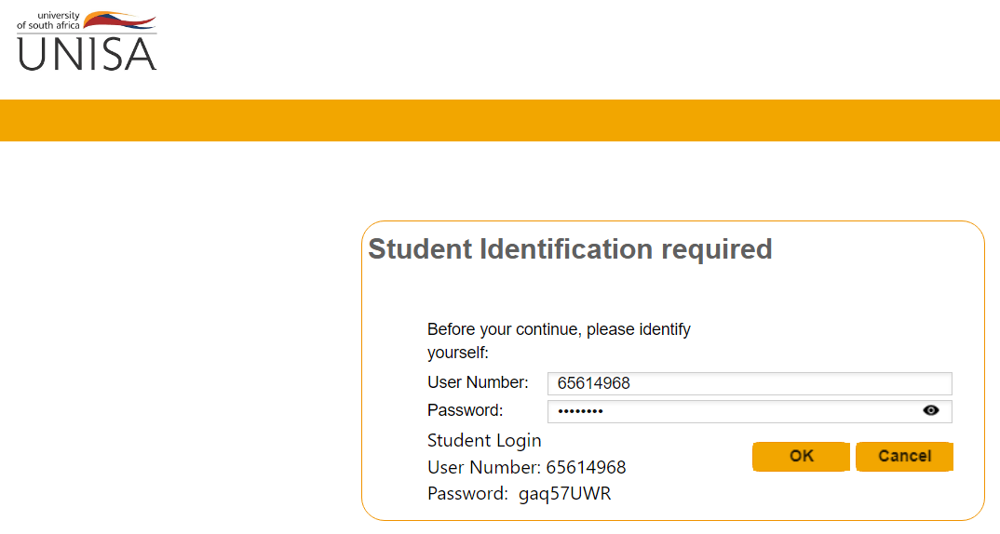 university
of south africa
UNISA
Student Identification required
Before your continue, please identify
yourself:
User Number: 65614968
Password: ••••••••
Student Login
User Number: 65614968
Password: gaq57UWR
OK Cancel